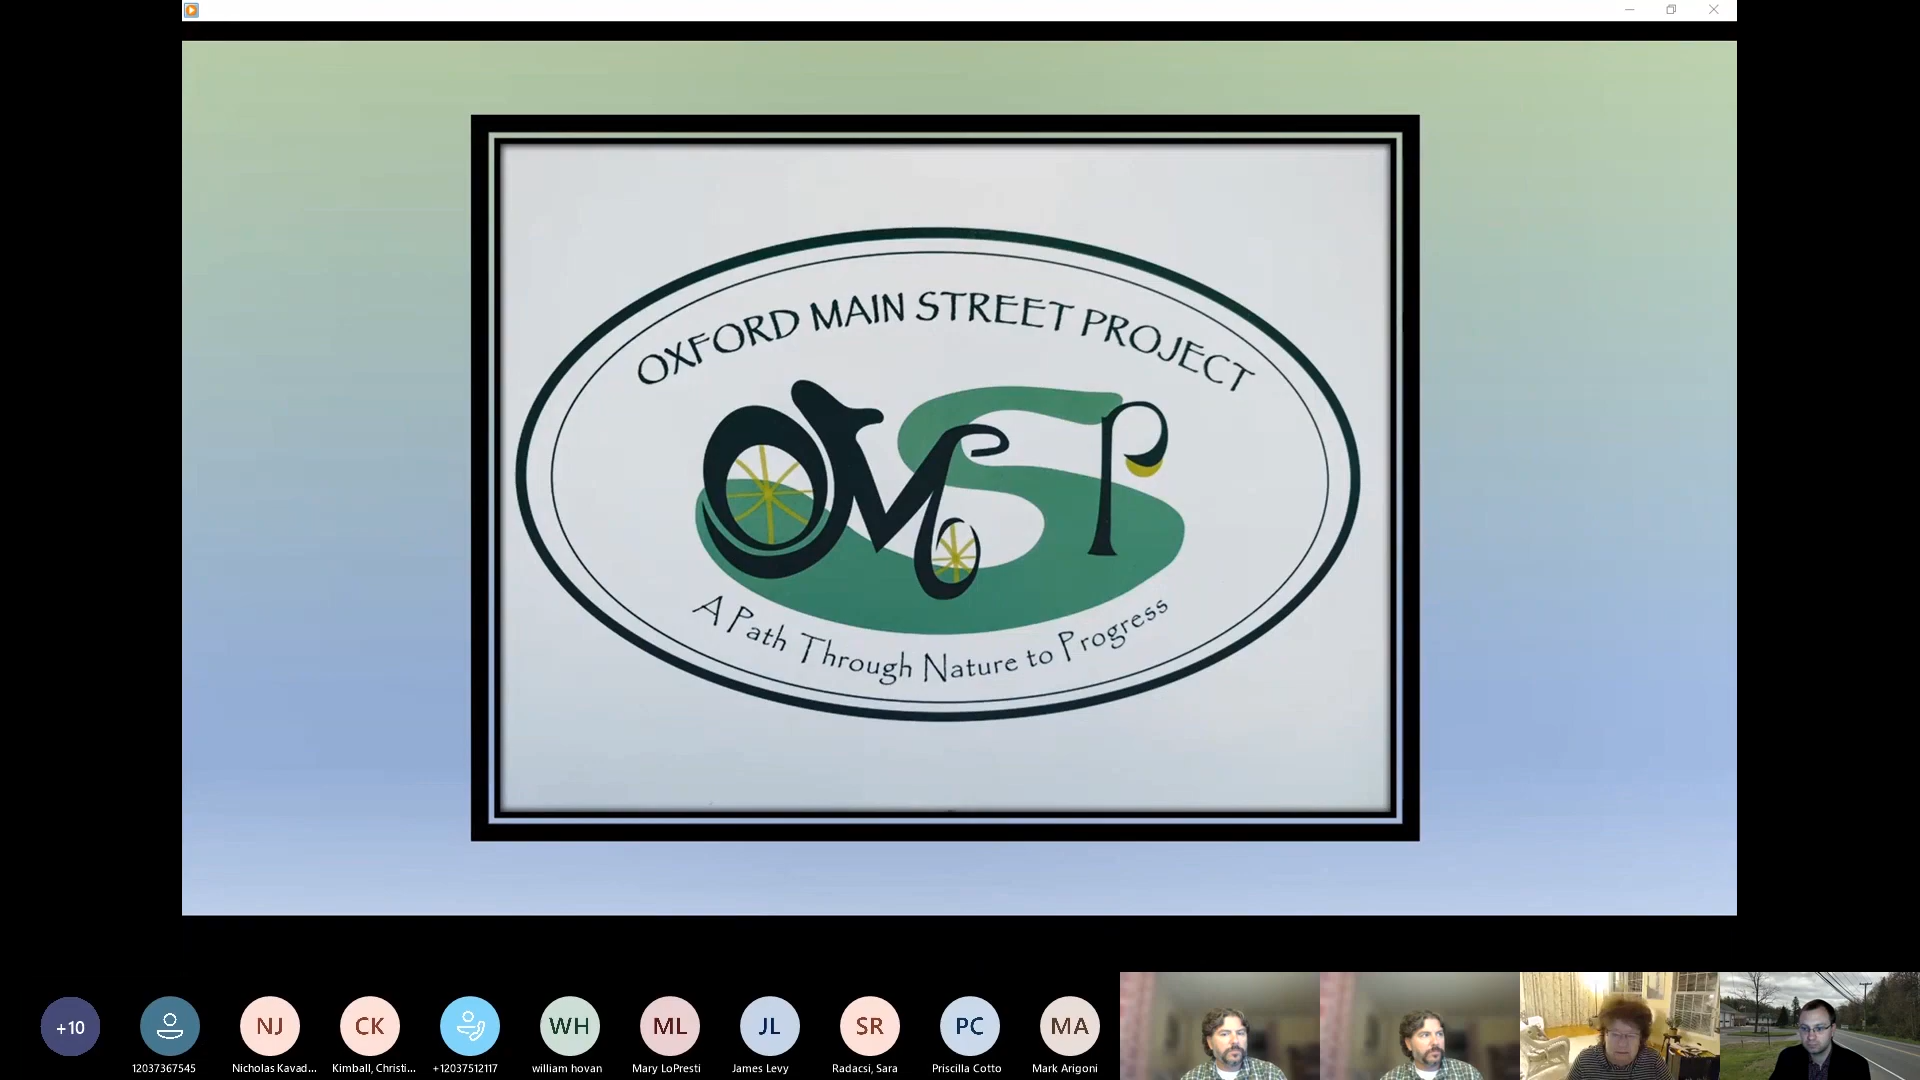 OXFORD MAIN STREET PROJECT
OMSP
A Path Through Nature to Progress
+10
NJ
CK
WH
ML
JL
SR
PC
MA
12037367545
Nicholas Kavad...
Kimball, Christi...
+12037512117
william hovan
Mary LoPresti
James Levy
Radacsi, Sara
Priscilla Cotto
Mark Arigoni